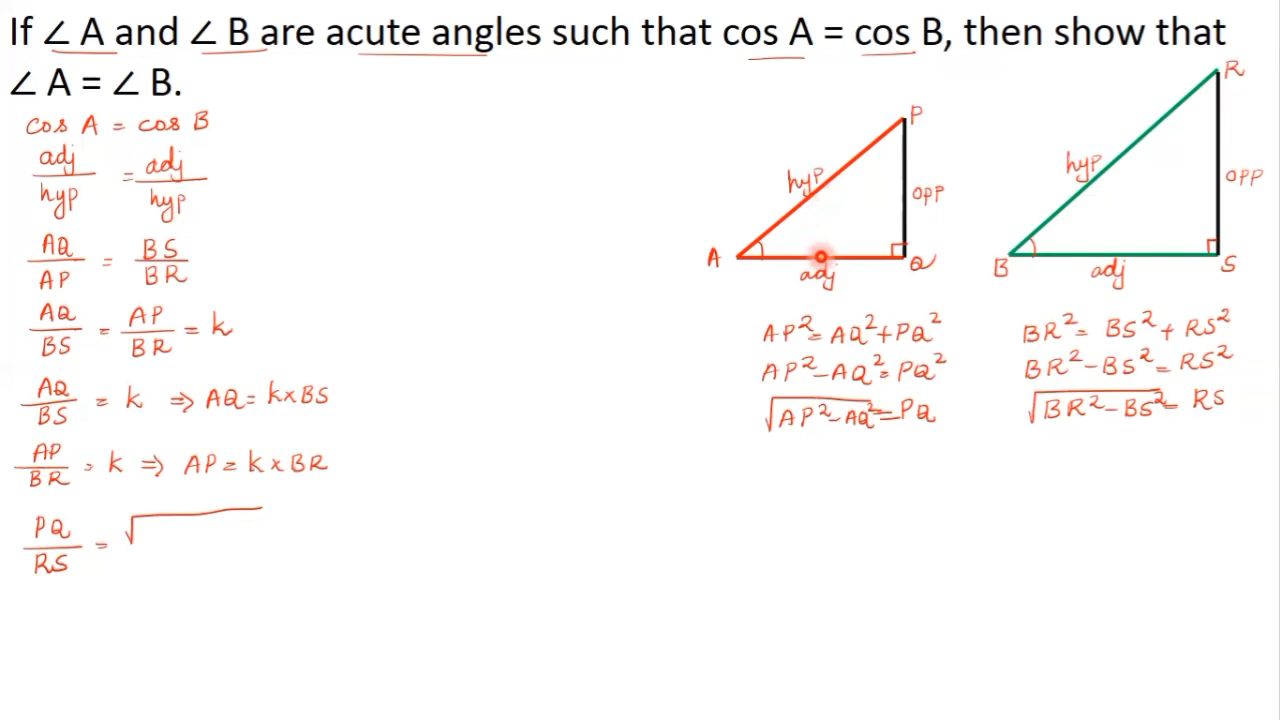 If ∠ A and ∠ B are acute angles such that cos A = cos B, then show that
∠ A = ∠ B.
cos A = cos B
adj/hyp = adj/hyp
AQ/AP = BS/BR
AQ/BS = AP/BR = k
AQ/BS = k ⇒ AQ = k×BS
AP/BR = k ⇒ AP = k×BR
PQ/RS = √
P
hyp
opp
A
adj
Q
R
hyp
opp
B
adj
S
AP² = AQ² + PQ²
AP² - AQ² = PQ²
√AP² - AQ² = PQ
BR² = BS² + RS²
BR² - BS² = RS²
√BR² - BS² = RS